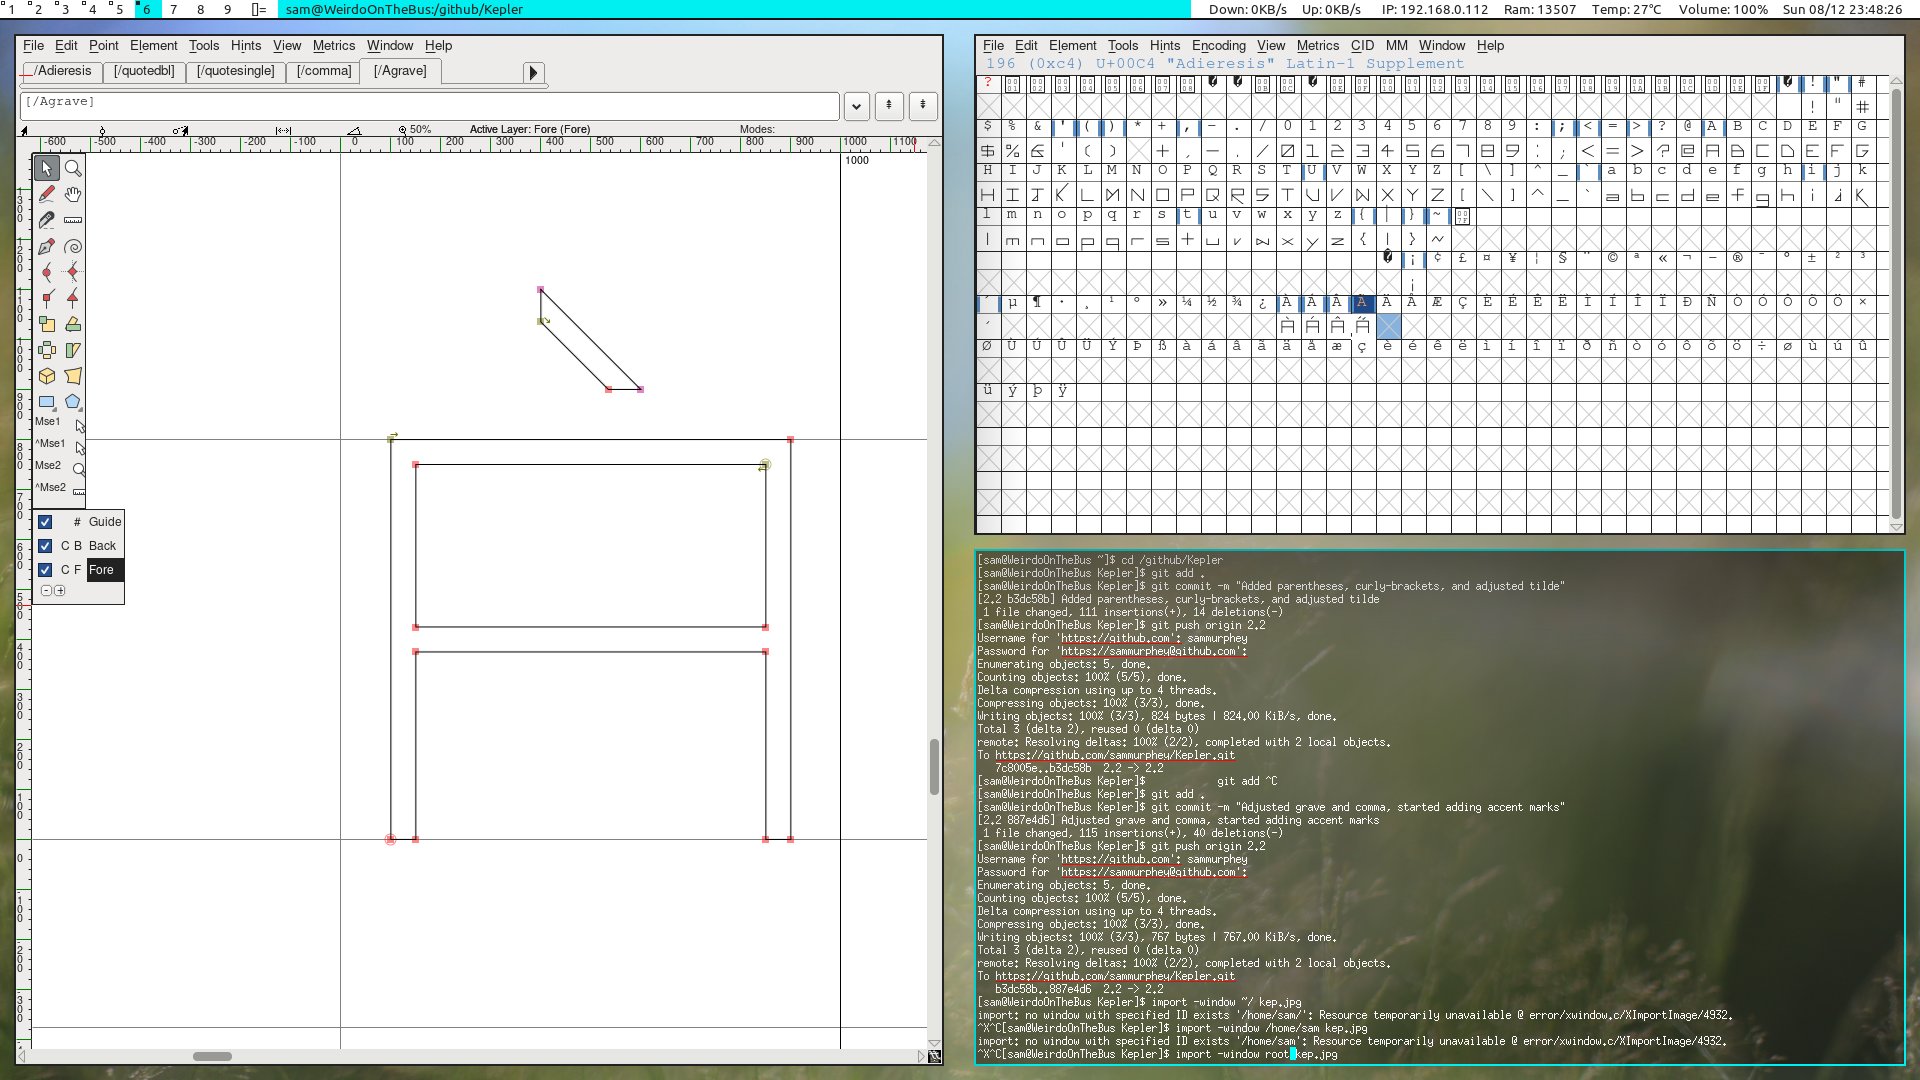 1 2 3 4 5 6 7 8 9 []= sam@WeirdoOnTheBus:/github/Kepler Down: 0KB/s Up: 0KB/s IP: 192.168.0.112 Ram: 13507 Temp: 27°C Volume: 100% Sun 08/12 23:48:26
File Edit Point Element Tools Hints View Metrics Window Help
/Adieresis [/quotedbl] [/quotesingle] [/comma] [/Agrave]
[/Agrave]
50% Active Layer: Fore (Fore) Modes:
-600 -500 -400 -300 -200 -100 0 100 200 300 400 500 600 700 800 900 1000 1100
1000
Mse1
^Mse1
Mse2
^Mse2
# Guide
C B Back
C F Fore
File Edit Element Tools Hints Encoding View Metrics CID MM Window Help
196 (0xc4) U+00C4 "Adieresis" Latin-1 Supplement
! " #
$ % & ' ( ) * + , - . / 0 1 2 3 4 5 6 7 8 9 : ; < = > ? @ A B C D E F G
H I J K L M N O P Q R S T U V W X Y Z [ \ ] ^ _ ` a b c d e f g h i j k
l m n o p q r s t u v w x y z { | } ~
¡ ¢ £ ¤ ¥ ¦ § ¨ © ª « ¬ - ® ¯ ° ± ² ³
´ µ ¶ · ¸ ¹ º » ¼ ½ ¾ ¿ À Á Â Ã Ä Å Æ Ç È É Ê Ë Ì Í Î Ï Ð Ñ Ò Ó Ô Õ Ö ×
Ø Ù Ú Û Ü Ý Þ ß à á â ã ä å æ ç è é ê ë ì í î ï ð ñ ò ó ô õ ö ÷ ø ù ú û
ü ý þ ÿ
[sam@WeirdoOnTheBus ~]$ cd /github/Kepler
[sam@WeirdoOnTheBus Kepler]$ git add .
[sam@WeirdoOnTheBus Kepler]$ git commit -m "Added parentheses, curly-brackets, and adjusted tilde"
[2.2 b3dc58b] Added parentheses, curly-brackets, and adjusted tilde
1 file changed, 111 insertions(+), 14 deletions(-)
[sam@WeirdoOnTheBus Kepler]$ git push origin 2.2
Username for 'https://github.com': sammurphey
Password for 'https://sammurphey@github.com':
Enumerating objects: 5, done.
Counting objects: 100% (5/5), done.
Delta compression using up to 4 threads.
Compressing objects: 100% (3/3), done.
Writing objects: 100% (3/3), 824 bytes | 824.00 KiB/s, done.
Total 3 (delta 2), reused 0 (delta 0)
remote: Resolving deltas: 100% (2/2), completed with 2 local objects.
To https://github.com/sammurphey/Kepler.git
7c8005e..b3dc58b 2.2 -> 2.2
[sam@WeirdoOnTheBus Kepler]$ git add ^C
[sam@WeirdoOnTheBus Kepler]$ git add .
[sam@WeirdoOnTheBus Kepler]$ git commit -m "Adjusted grave and comma, started adding accent marks"
[2.2 887e4d6] Adjusted grave and comma, started adding accent marks
1 file changed, 115 insertions(+), 40 deletions(-)
[sam@WeirdoOnTheBus Kepler]$ git push origin 2.2
Username for 'https://github.com': sammurphey
Password for 'https://sammurphey@github.com':
Enumerating objects: 5, done.
Counting objects: 100% (5/5), done.
Delta compression using up to 4 threads.
Compressing objects: 100% (3/3), done.
Writing objects: 100% (3/3), 767 bytes | 767.00 KiB/s, done.
Total 3 (delta 2), reused 0 (delta 0)
remote: Resolving deltas: 100% (2/2), completed with 2 local objects.
To https://github.com/sammurphey/Kepler.git
b3dc58b..887e4d6 2.2 -> 2.2
[sam@WeirdoOnTheBus Kepler]$ import -window ~/ kep.jpg
import: no window with specified ID exists '/home/sam/': Resource temporarily unavailable @ error/xwindow.c/XImportImage/4932.
^X^C[sam@WeirdoOnTheBus Kepler]$ import -window /home/sam kep.jpg
import: no window with specified ID exists '/home/sam': Resource temporarily unavailable @ error/xwindow.c/XImportImage/4932.
^X^C[sam@WeirdoOnTheBus Kepler]$ import -window root kep.jpg